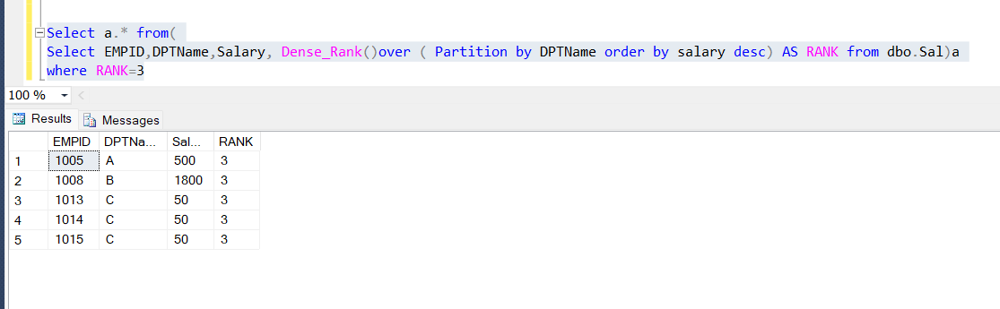 Select a.* from(
Select EMPID,DPTName,Salary, Dense_Rank()over ( Partition by DPTName order by salary desc) AS RANK from dbo.Sal)a
where RANK=3
100 %
Results Messages
EMPID DPTNa... Sal... RANK
1 1005 A 500 3
2 1008 B 1800 3
3 1013 C 50 3
4 1014 C 50 3
5 1015 C 50 3